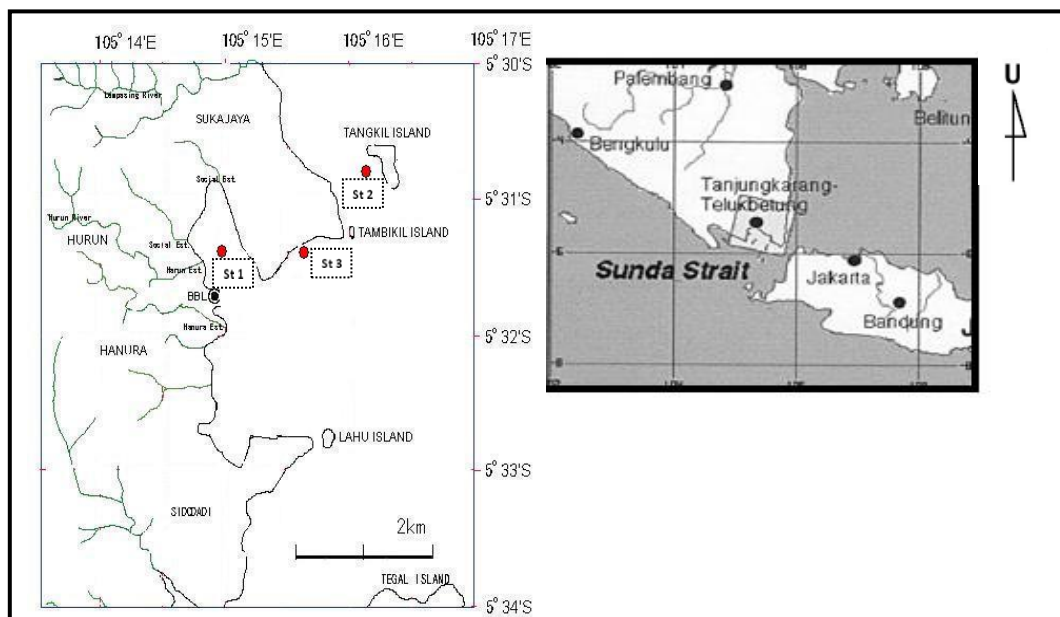 105° 14'E
105° 15'E
105° 16'E
105° 17'E
5° 30'S
SUKAJAYA
TANGKIL ISLAND
Social Est.
St 2
5° 31'S
Hurun River
HURUN
Social Est.
TAMBIKIL ISLAND
Hurun Est.
St 1
St 3
BBL
Hanura Est.
5° 32'S
HANURA
LAHU ISLAND
5° 33'S
SIDODADI
2km
TEGAL ISLAND
5° 34'S
Palembang
Belitun
Bengkulu
Tanjungkarang-
Telukbetung
Sunda Strait
Jakarta
Bandung
J
U